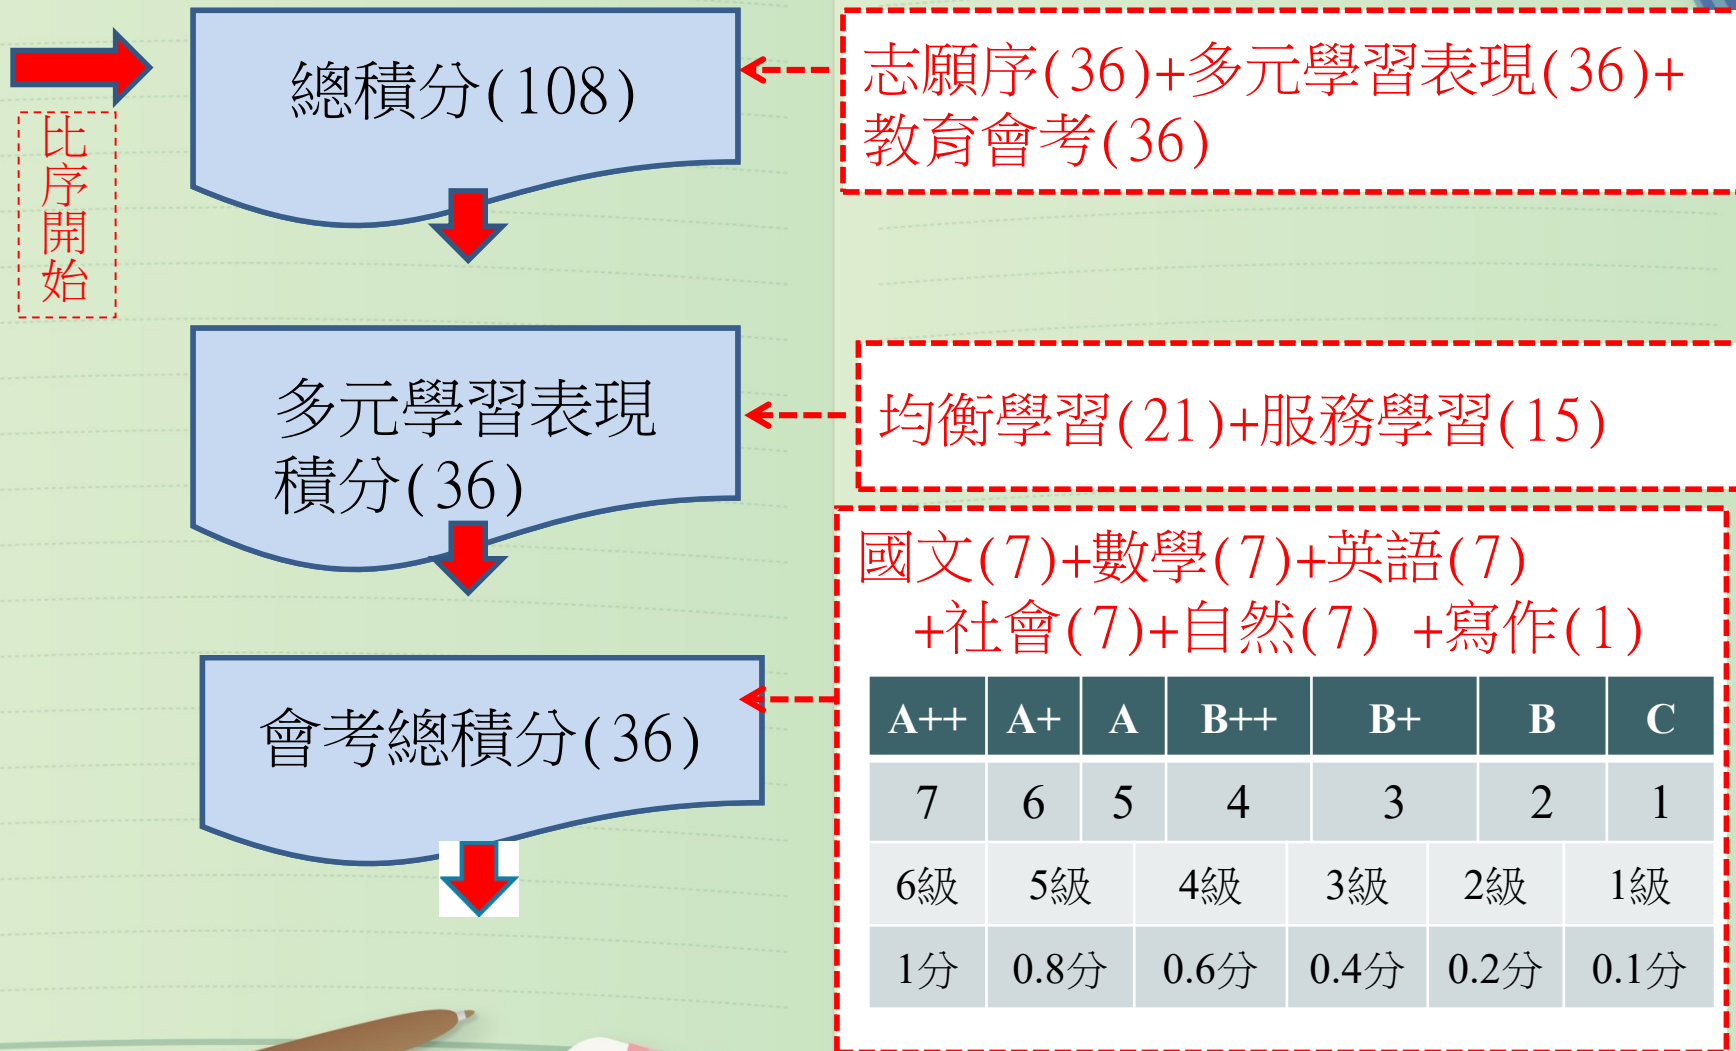 比序開始
總積分(108)
志願序(36)+多元學習表現(36)+
教育會考(36)
多元學習表現
積分(36)
均衡學習(21)+服務學習(15)
會考總積分(36)
國文(7)+數學(7)+英語(7)
+社會(7)+自然(7) +寫作(1)
A++ A+ A B++ B+ B C
7 6 5 4 3 2 1
6級 5級 4級 3級 2級 1級
1分 0.8分 0.6分 0.4分 0.2分 0.1分